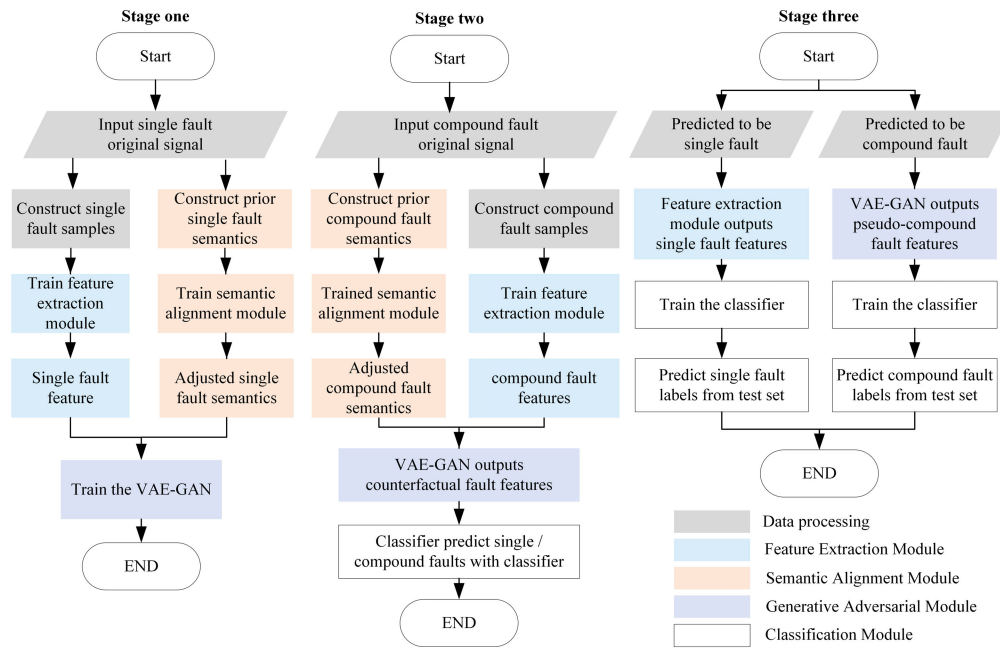 Stage one
Start
Input single fault
original signal
Construct single
fault samples
Construct prior
single fault
semantics
Train feature
extraction
module
Train semantic
alignment module
Single fault
feature
Adjusted single
fault semantics
Train the VAE-GAN
END
Stage two
Start
Input compound fault
original signal
Construct prior
compound fault
semantics
Construct compound
fault samples
Trained semantic
alignment module
Train feature
extraction module
Adjusted
compound fault
semantics
compound fault
features
VAE-GAN outputs
counterfactual fault features
Classifier predict single /
compound faults with classifier
END
Stage three
Start
Predicted to be
single fault
Predicted to be
compound fault
Feature extraction
module outputs
single fault features
VAE-GAN outputs
pseudo-compound
fault features
Train the classifier
Train the classifier
Predict single fault
labels from test set
Predict compound fault
labels from test set
END
Data processing
Feature Extraction Module
Semantic Alignment Module
Generative Adversarial Module
Classification Module